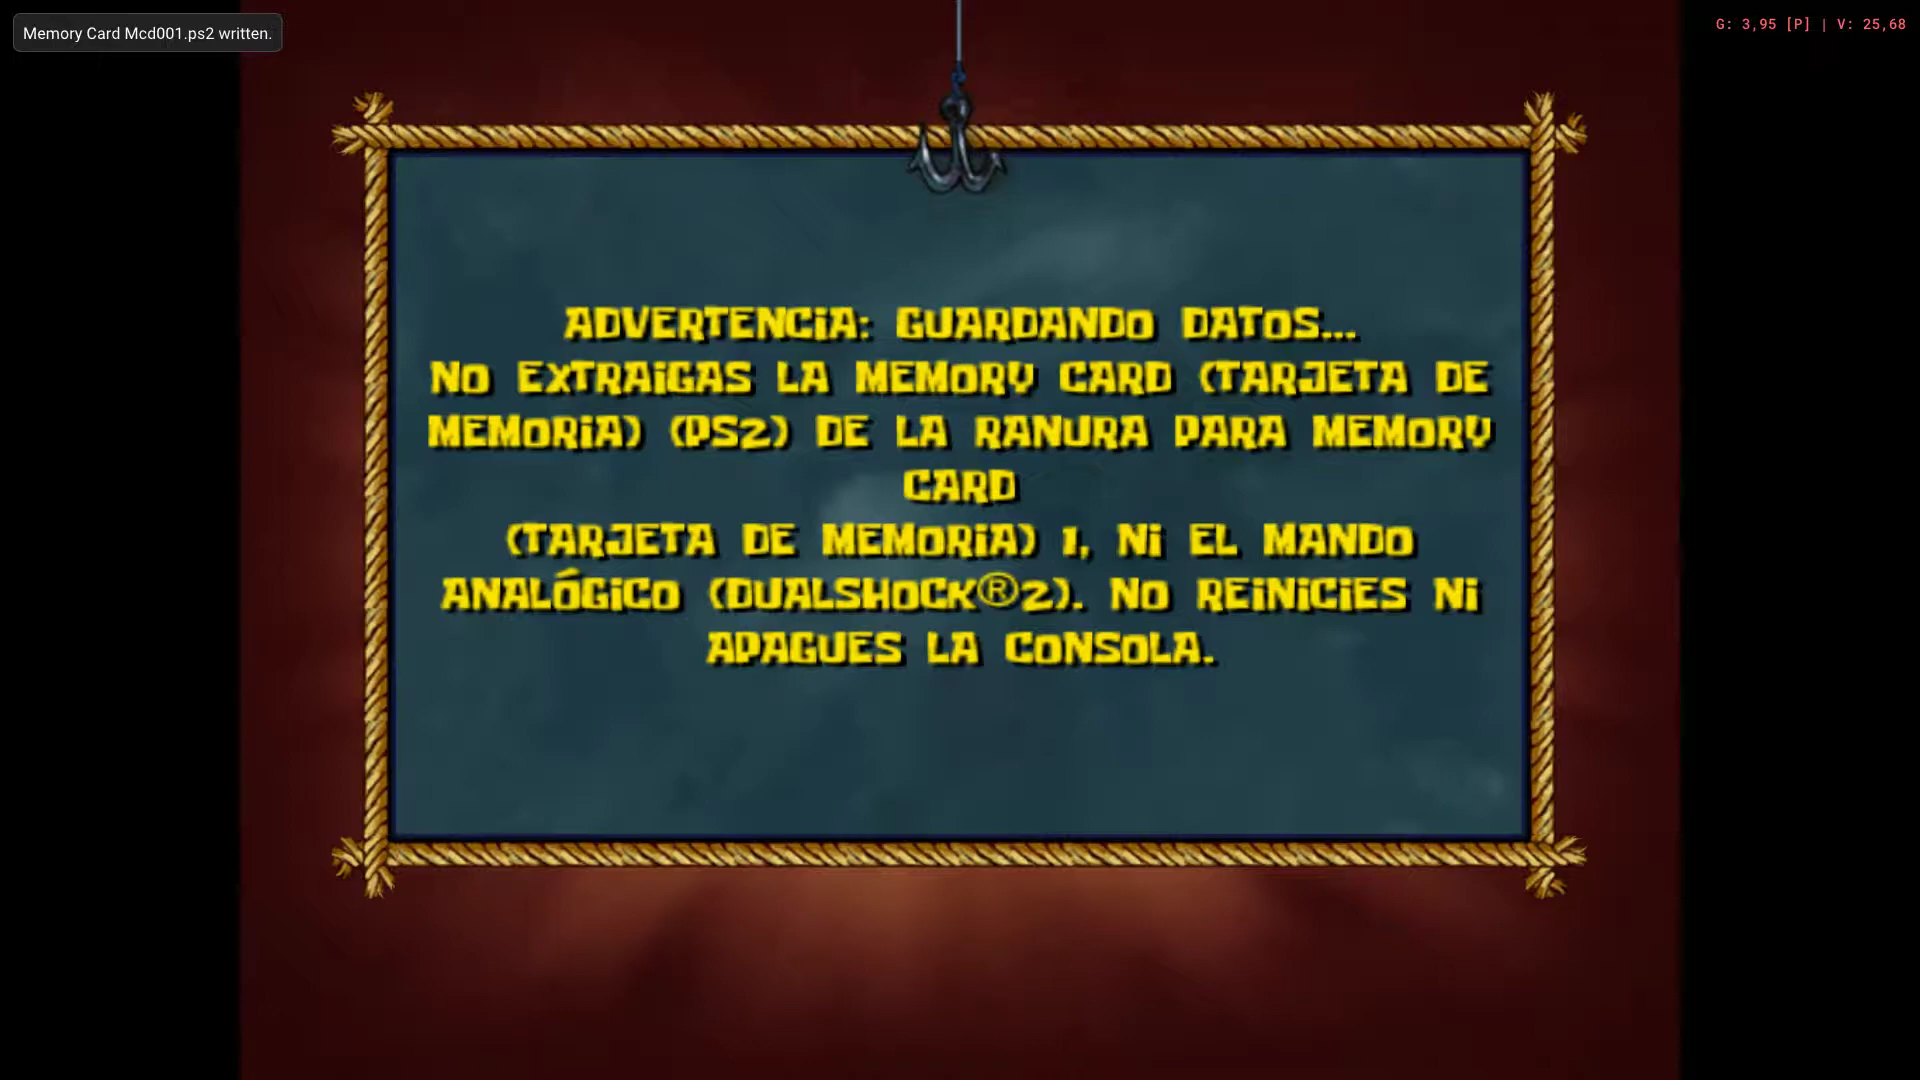 Memory Card Mcd001.ps2 written.
G: 3,95 [P] | V: 25,68
ADVERTENCIA: GUARDANDO DATOS...
NO EXTRAIGAS LA MEMORY CARD (TARJETA DE
MEMORIA) (PS2) DE LA RANURA PARA MEMORY
CARD
(TARJETA DE MEMORIA) 1, NI EL MANDO
ANALÓGICO (DUALSHOCK®2). NO REINICIES NI
APAGUES LA CONSOLA.